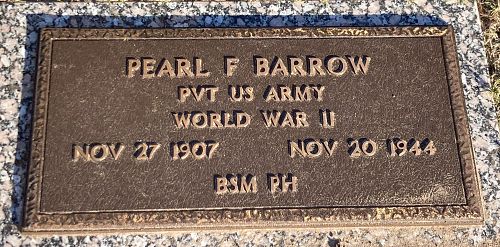 PEARL F BARROW
PVT US ARMY
WORLD WAR II
NOV 27 1907 NOV 20 1944
BSM PH